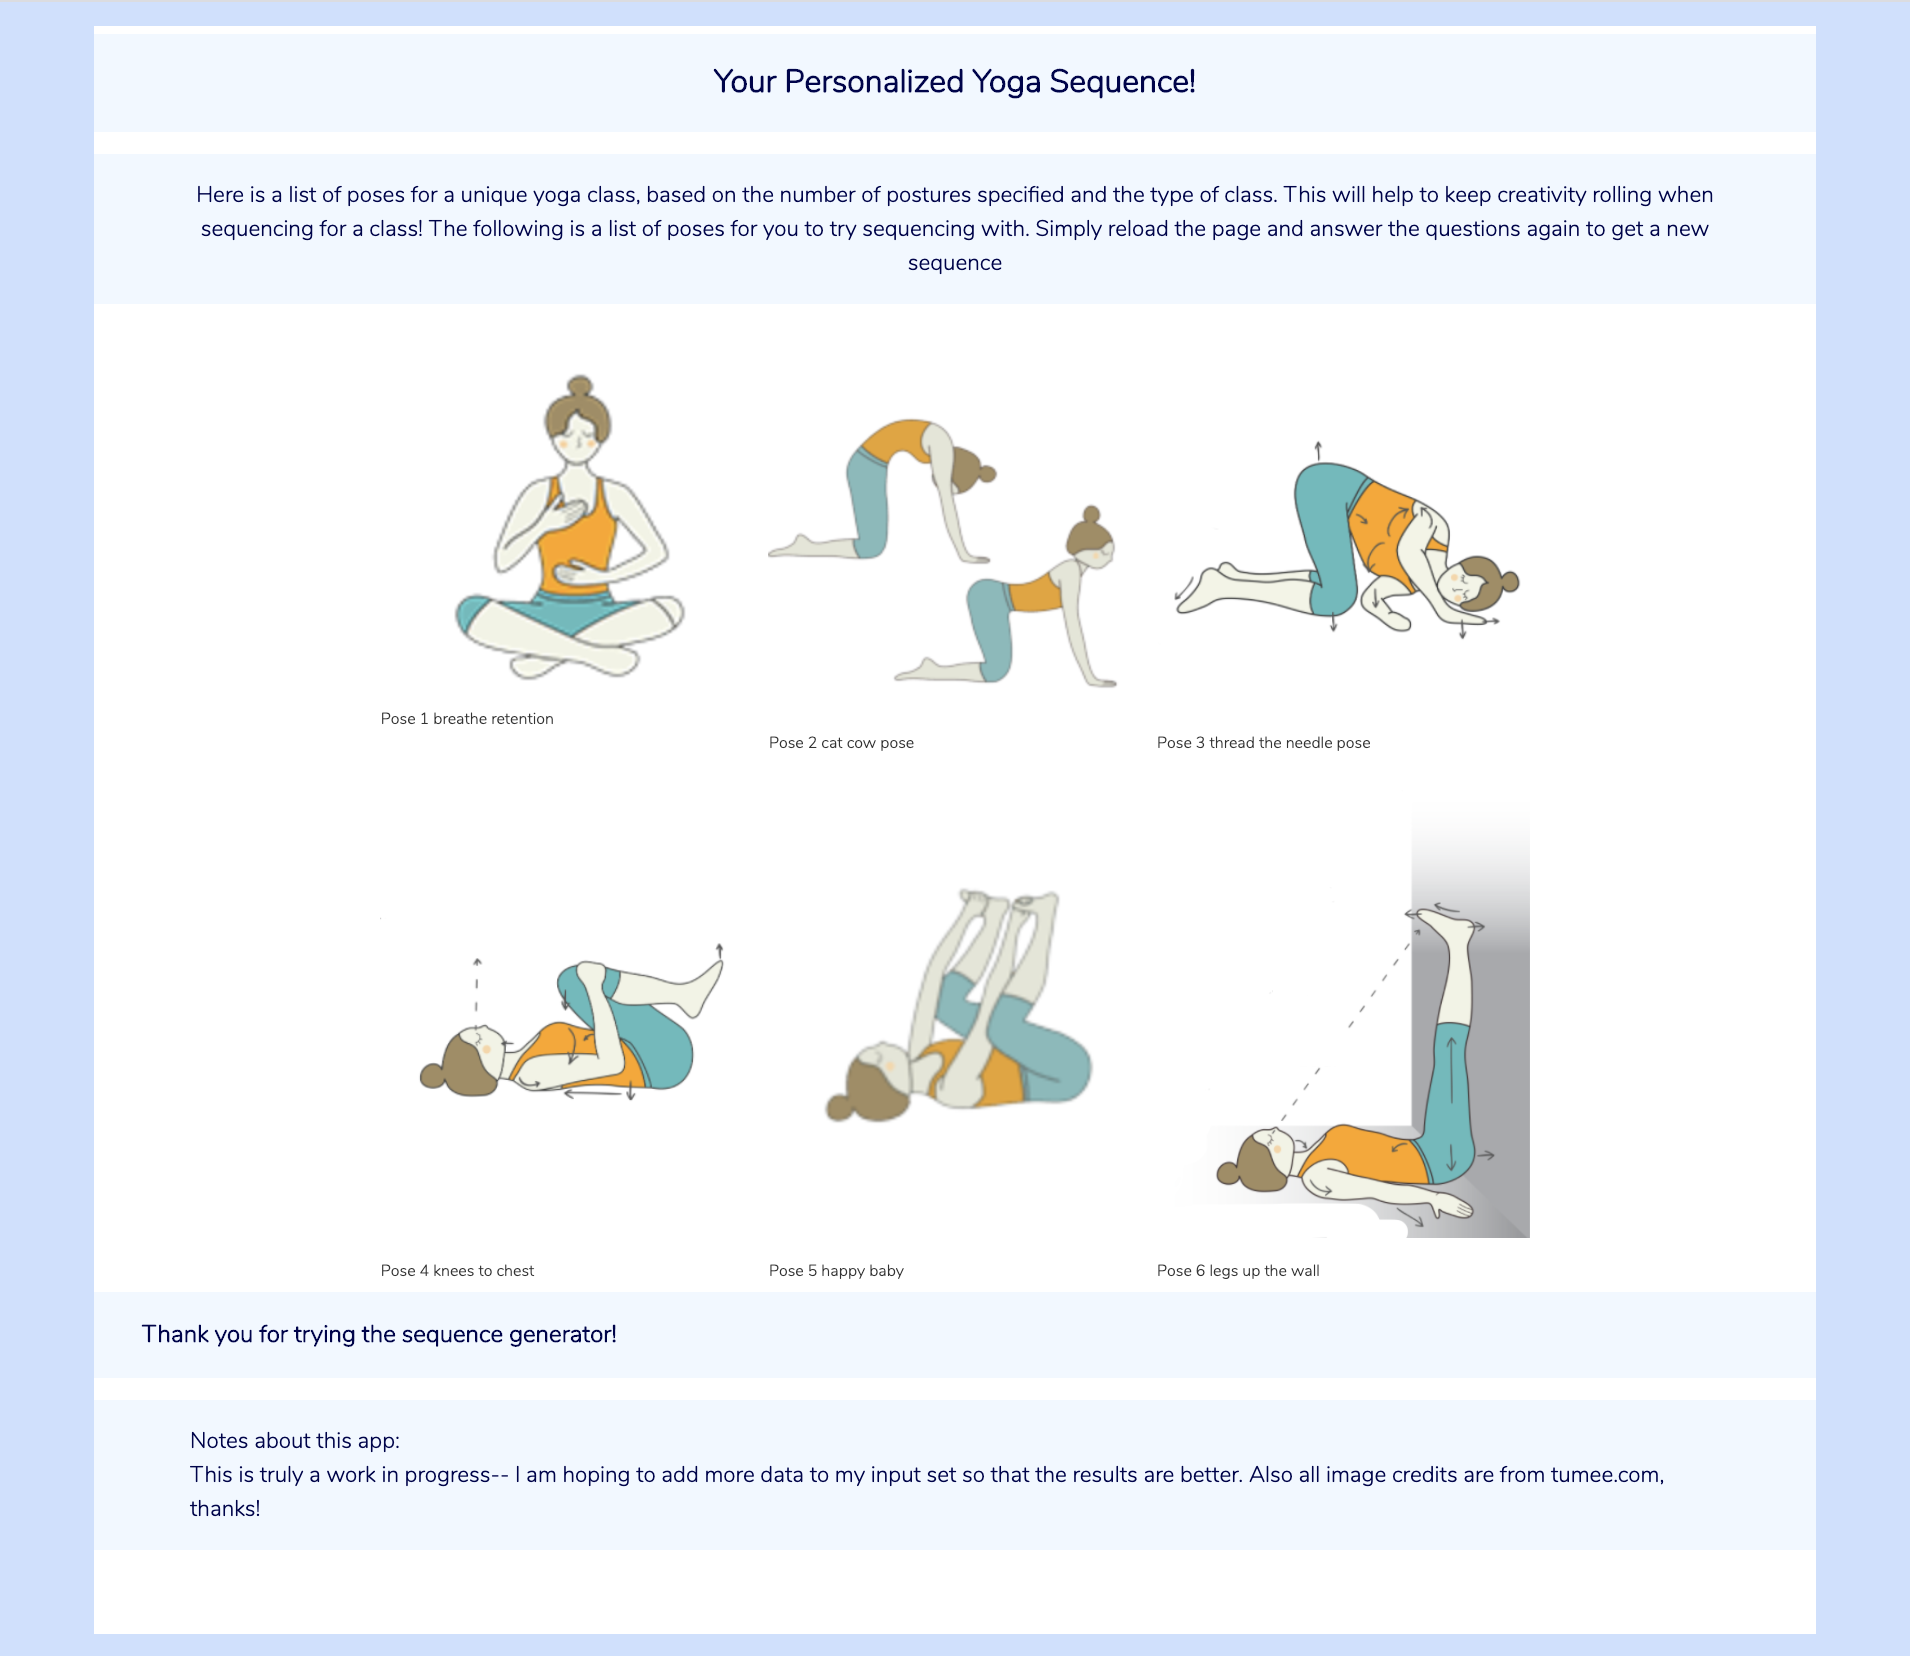 Your Personalized Yoga Sequence!
Here is a list of poses for a unique yoga class, based on the number of postures specified and the type of class. This will help to keep creativity rolling when
sequencing for a class! The following is a list of poses for you to try sequencing with. Simply reload the page and answer the questions again to get a new
sequence
Pose 1 breathe retention
Pose 2 cat cow pose
Pose 3 thread the needle pose
Pose 4 knees to chest
Pose 5 happy baby
Pose 6 legs up the wall
Thank you for trying the sequence generator!
Notes about this app:
This is truly a work in progress-- I am hoping to add more data to my input set so that the results are better. Also all image credits are from tumee.com,
thanks!